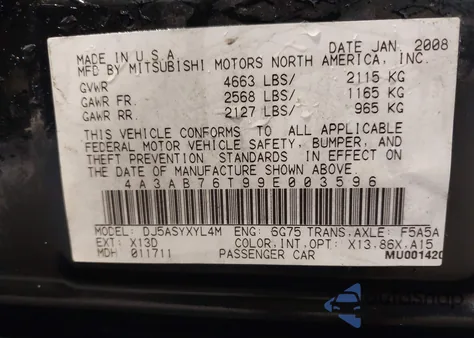 MADE IN U.S.A DATE JAN. 2008
MFD BY MITSUBISHI MOTORS NORTH AMERICA, INC.
GVWR 4663 LBS/ 2115 KG
GAWR FR. 2568 LBS/ 1165 KG
GAWR RR. 2127 LBS/ 965 KG
THIS VEHICLE CONFORMS TO ALL APPLICABLE
FEDERAL MOTOR VEHICLE SAFETY, BUMPER, AND
THEFT PREVENTION STANDARDS IN EFFECT ON
THE DATE OF MANUFACTURE SHOWN ABOVE.
4A3AB76T99E003596
MODEL: DJ5ASYXYL4M ENG: 6G75 TRANS.AXLE: F5A5A
EXT: X13D COLOR,INT,OPT: X13,86X,A15
MDH 011711 PASSENGER CAR MU001420